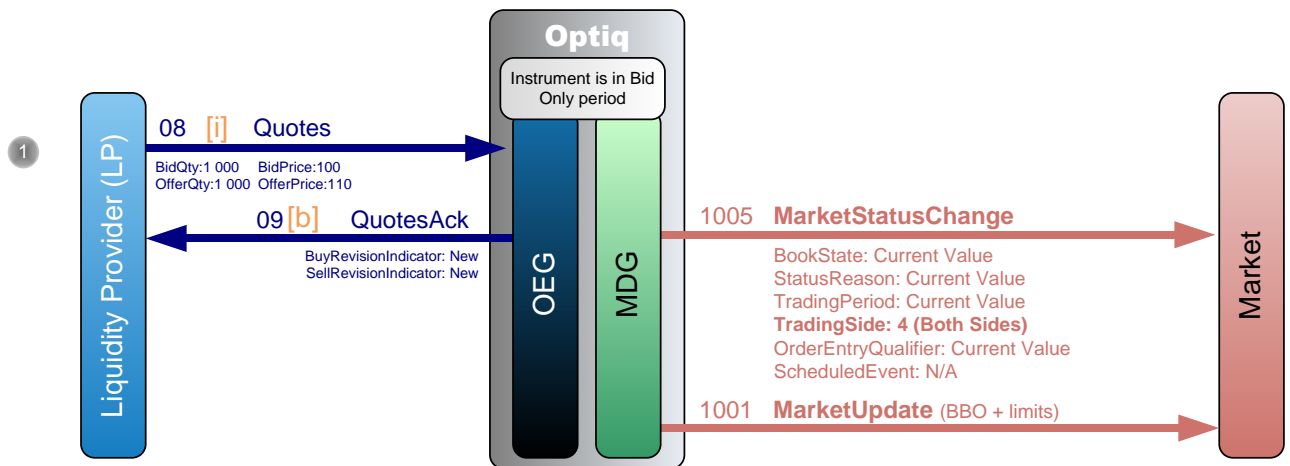 Optiq
Instrument is in Bid
Only period
1
Liquidity Provider (LP)
08 [i] Quotes
BidQty:1 000 BidPrice:100
OfferQty:1 000 OfferPrice:110
09 [b] QuotesAck
BuyRevisionIndicator: New
SellRevisionIndicator: New
OEG
MDG
1005 MarketStatusChange
BookState: Current Value
StatusReason: Current Value
TradingPeriod: Current Value
TradingSide: 4 (Both Sides)
OrderEntryQualifier: Current Value
ScheduledEvent: N/A
1001 MarketUpdate (BBO + limits)
Market